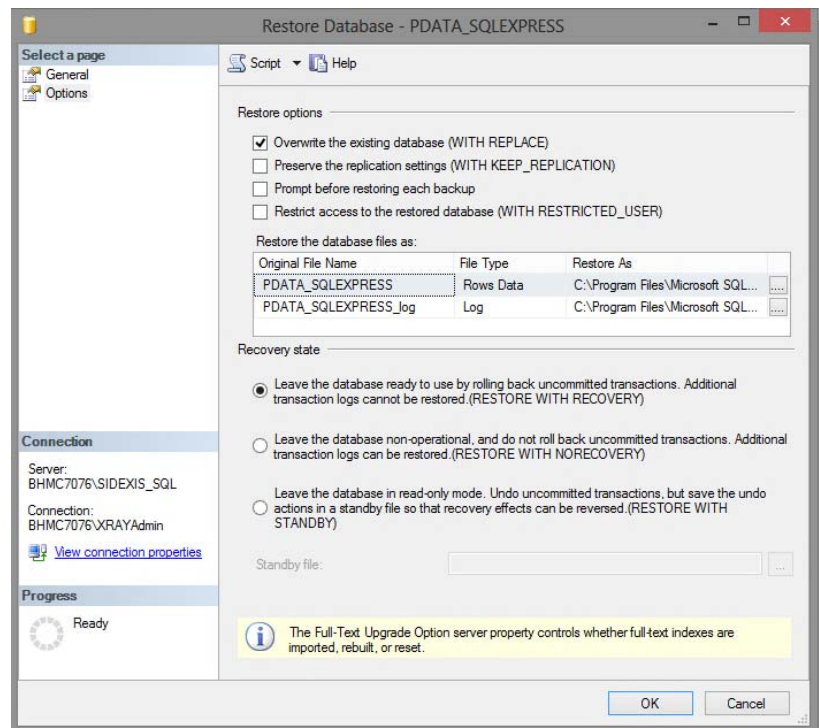 Restore Database - PDATA_SQLEXPRESS
Select a page
General
Options
Script
Help
Restore options
Overwrite the existing database (WITH REPLACE)
Preserve the replication settings (WITH KEEP_REPLICATION)
Prompt before restoring each backup
Restrict access to the restored database (WITH RESTRICTED_USER)
Restore the database files as:
Original File Name File Type Restore As
PDATA_SQLEXPRESS Rows Data C:\Program Files\Microsoft SQL... ...
PDATA_SQLEXPRESS_log Log C:\Program Files\Microsoft SQL... ...
Recovery state
Leave the database ready to use by rolling back uncommitted transactions. Additional
transaction logs cannot be restored.(RESTORE WITH RECOVERY)
Leave the database non-operational, and do not roll back uncommitted transactions. Additional
transaction logs can be restored.(RESTORE WITH NORECOVERY)
Leave the database in read-only mode. Undo uncommitted transactions, but save the undo
actions in a standby file so that recovery effects can be reversed.(RESTORE WITH
STANDBY)
Standby file: ...
Connection
Server:
BHMC7076\SIDEXIS_SQL
Connection:
BHMC7076\XRAYAdmin
View connection properties
Progress
Ready
The Full-Text Upgrade Option server property controls whether full-text indexes are
imported, rebuilt, or reset.
OK Cancel